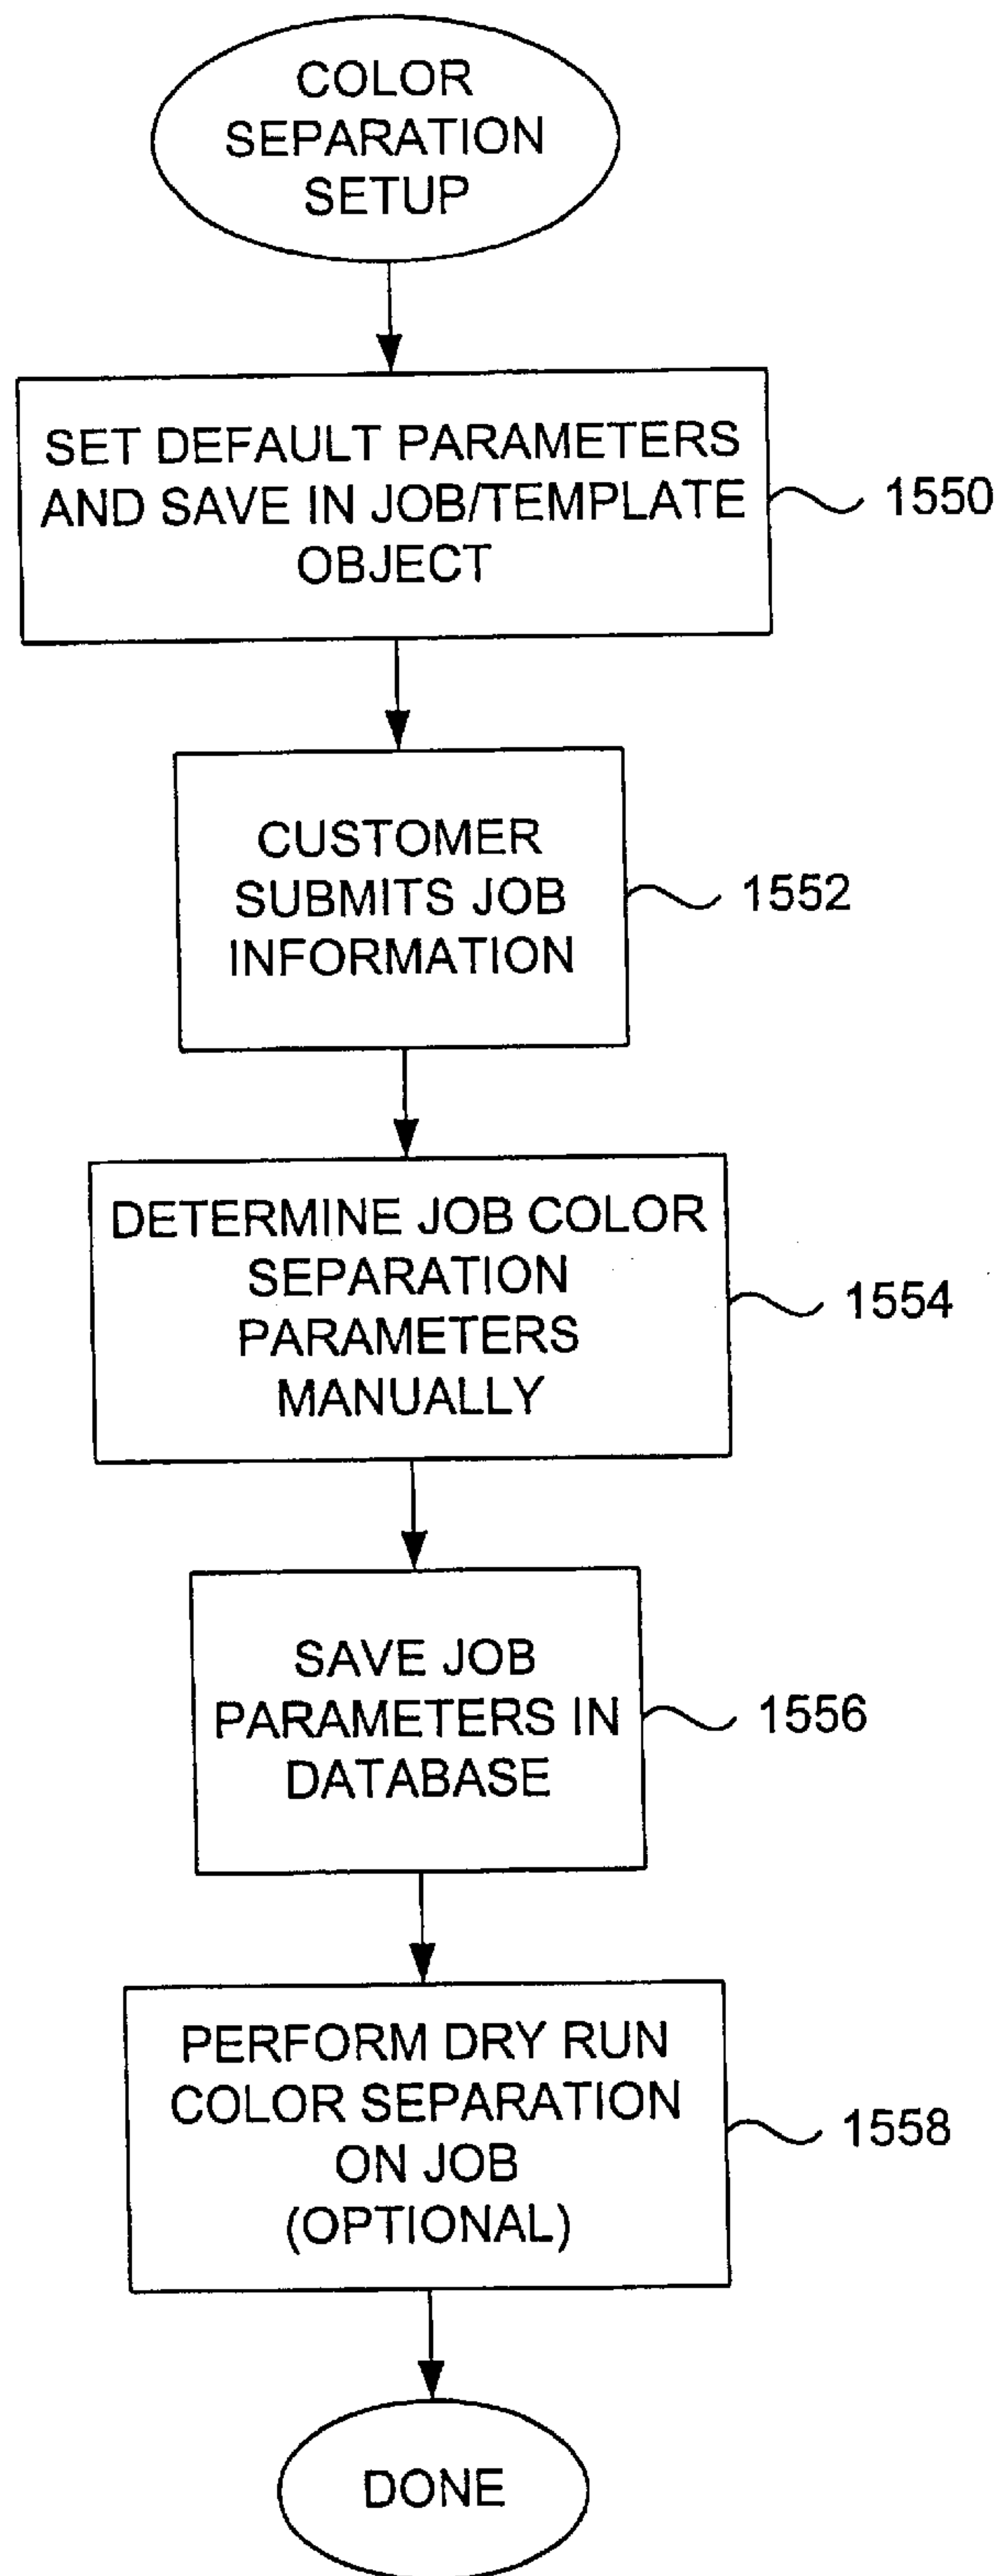 COLOR
SEPARATION
SETUP
SET DEFAULT PARAMETERS
AND SAVE IN JOB/TEMPLATE
OBJECT
1550
CUSTOMER
SUBMITS JOB
INFORMATION
1552
DETERMINE JOB COLOR
SEPARATION
PARAMETERS
MANUALLY
1554
SAVE JOB
PARAMETERS IN
DATABASE
1556
PERFORM DRY RUN
COLOR SEPARATION
ON JOB
(OPTIONAL)
1558
DONE